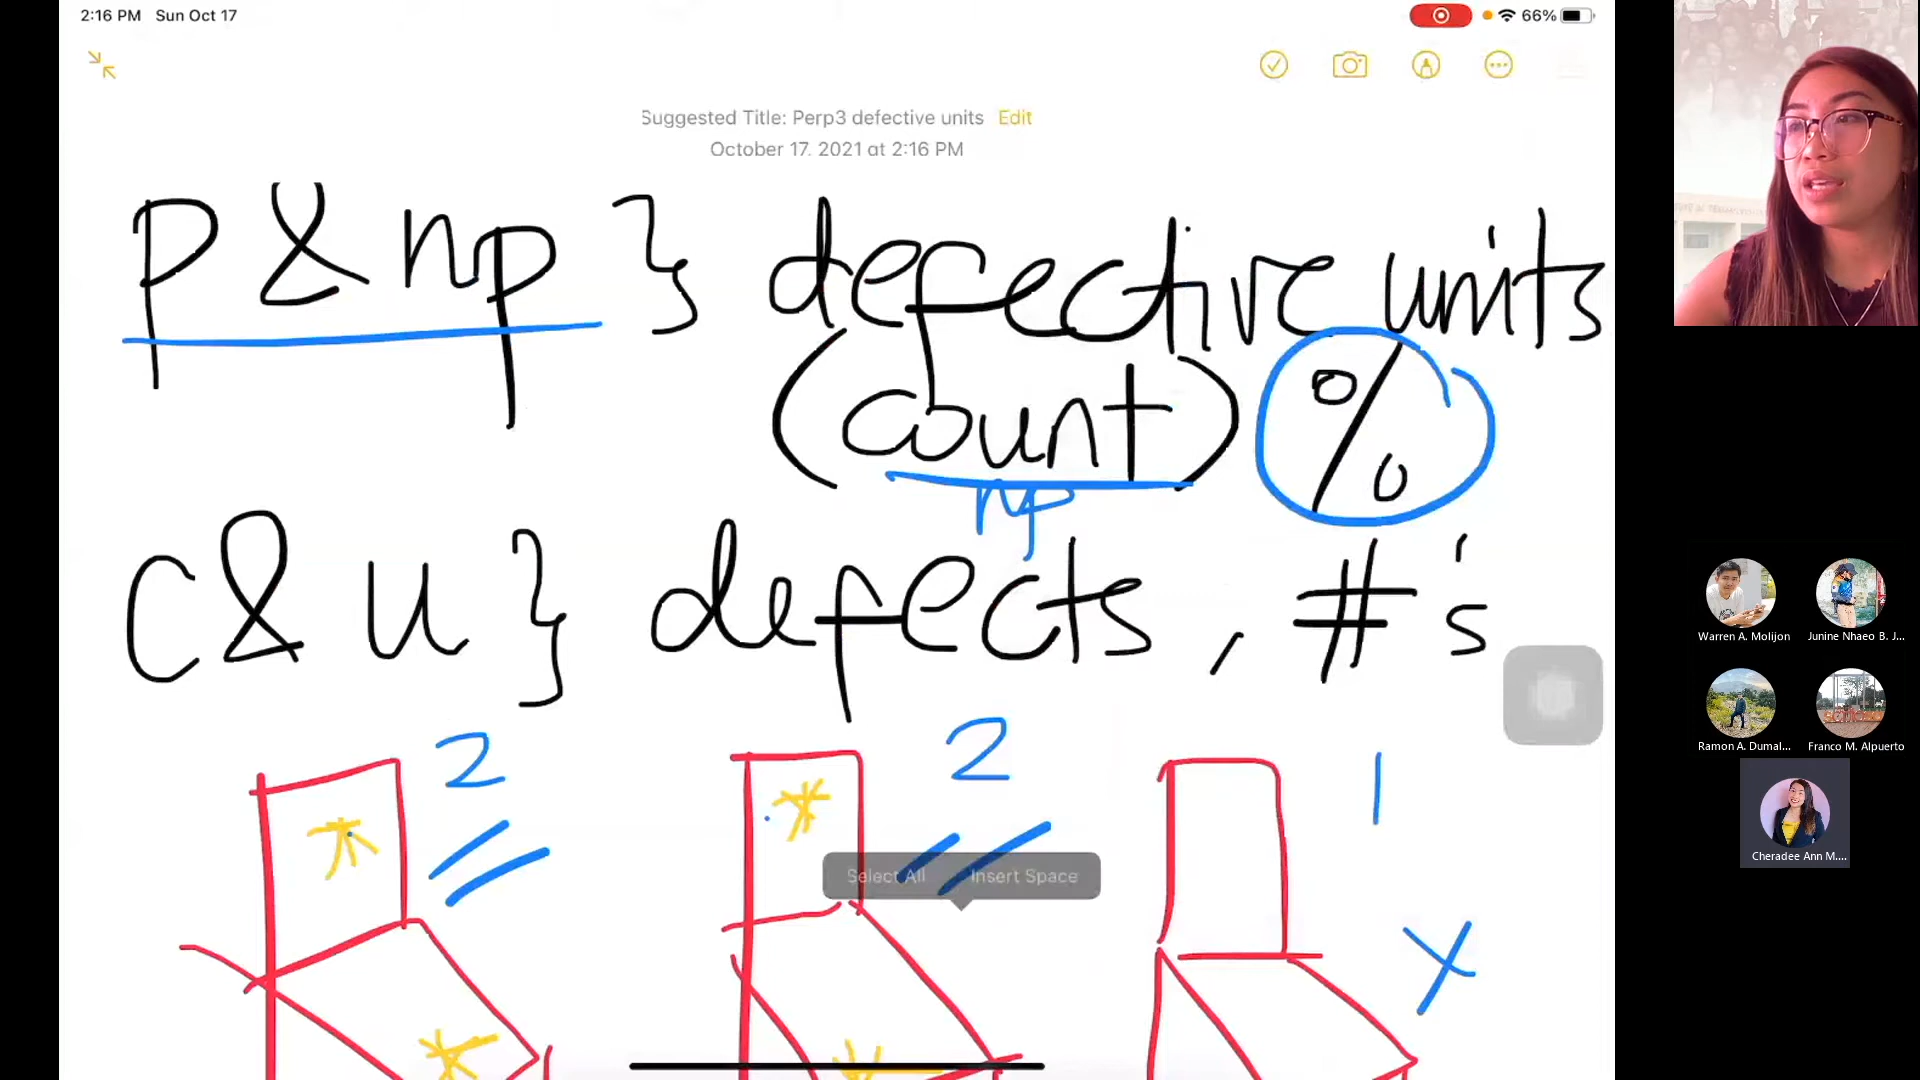 2:16 PM Sun Oct 17
66%
Suggested Title: Perp3 defective units Edit
October 17. 2021 at 2:16 PM
p & np } defective units
(count) %
np
c & u } defects, #'s
2 2 1
Select All Insert Space
x
Warren A. Molijon Junine Nhaeo B. J...
Ramon A. Dumal... Franco M. Alpuerto
Cheradee Ann M....